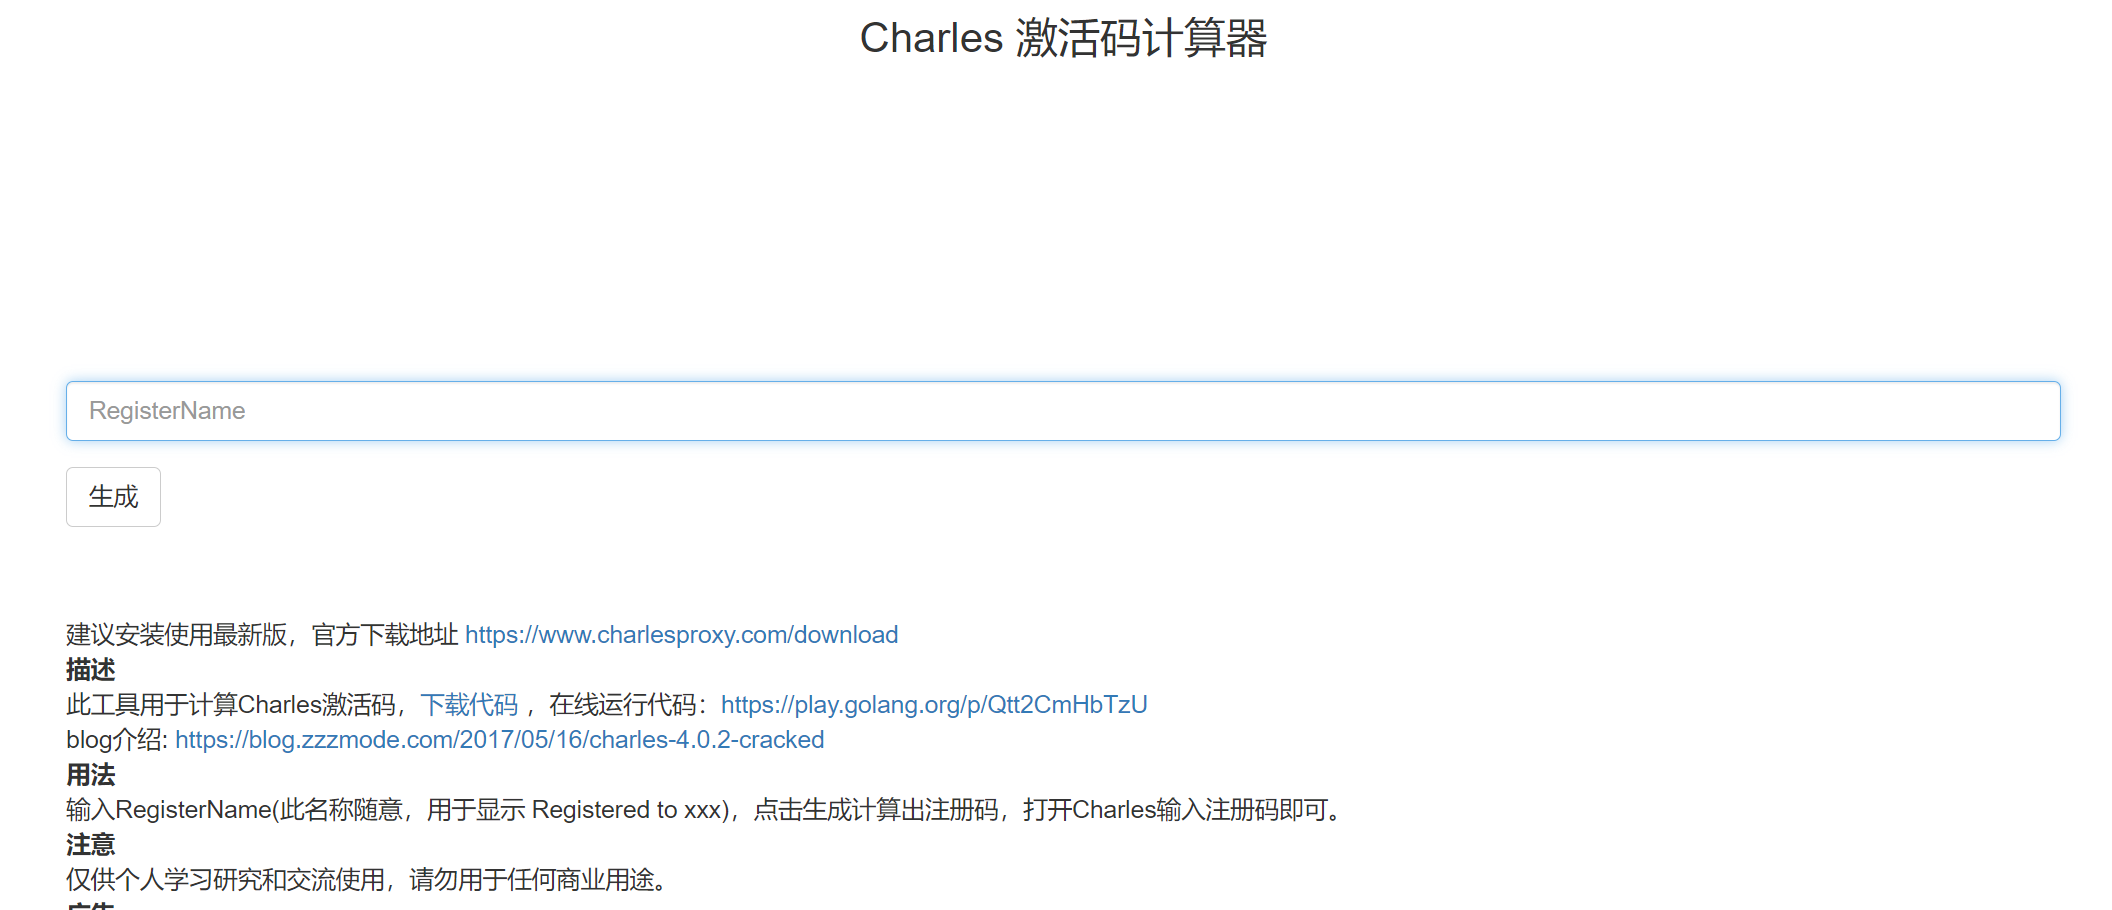 Charles 激活码计算器
RegisterName
生成
建议安装使用最新版，官方下载地址 https://www.charlesproxy.com/download
描述
此工具用于计算Charles激活码，下载代码 ，在线运行代码：https://play.golang.org/p/Qtt2CmHbTzU
blog介绍: https://blog.zzzmode.com/2017/05/16/charles-4.0.2-cracked
用法
输入RegisterName(此名称随意，用于显示 Registered to xxx)，点击生成计算出注册码，打开Charles输入注册码即可。
注意
仅供个人学习研究和交流使用，请勿用于任何商业用途。